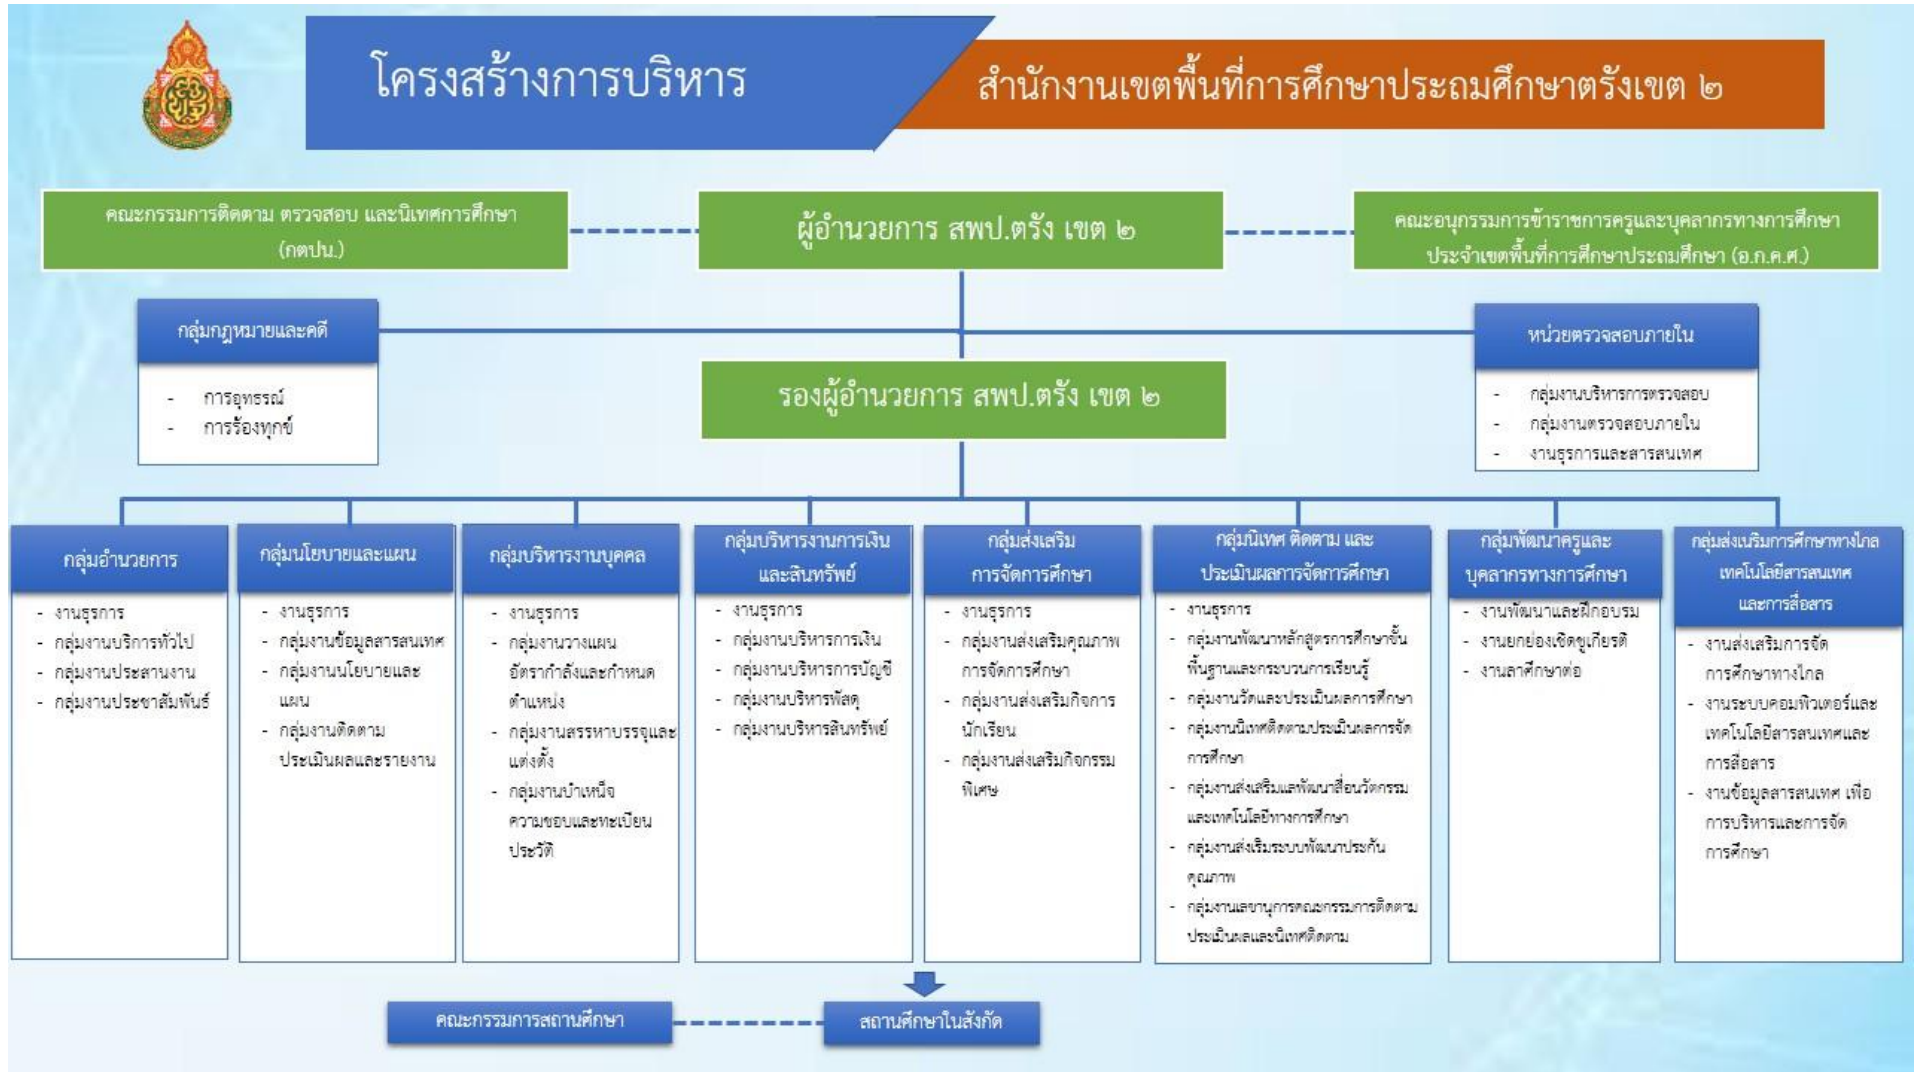 โครงสร้างการบริหาร
สำนักงานเขตพื้นที่การศึกษาประถมศึกษาตรังเขต ๒
คณะกรรมการติดตาม ตรวจสอบ และนิเทศการศึกษา
(กตปน.)
ผู้อำนวยการ สพป.ตรัง เขต ๒
คณะอนุกรรมการข้าราชการครูและบุคลากรทางการศึกษา
ประจำเขตพื้นที่การศึกษาประถมศึกษา (อ.ก.ค.ศ.)
กลุ่มกฎหมายและคดี
- การอุทธรณ์
- การร้องทุกข์
หน่วยตรวจสอบภายใน
- กลุ่มงานบริหารการตรวจสอบ
- กลุ่มงานตรวจสอบภายใน
- งานธุรการและสารสนเทศ
รองผู้อำนวยการ สพป.ตรัง เขต ๒
กลุ่มอำนวยการ
- งานธุรการ
- กลุ่มงานบริการทั่วไป
- กลุ่มงานประสานงาน
- กลุ่มงานประชาสัมพันธ์
กลุ่มนโยบายและแผน
- งานธุรการ
- กลุ่มงานข้อมูลสารสนเทศ
- กลุ่มงานนโยบายและ
แผน
- กลุ่มงานติดตาม
ประเมินผลและรายงาน
กลุ่มบริหารงานบุคคล
- งานธุรการ
- กลุ่มงานวางแผน
อัตรากำลังและกำหนด
ตำแหน่ง
- กลุ่มงานสรรหาบรรจุและ
แต่งตั้ง
- กลุ่มงานบำเหน็จ
ความชอบและทะเบียน
ประวัติ
กลุ่มบริหารงานการเงิน
และสินทรัพย์
- งานธุรการ
- กลุ่มงานบริหารการเงิน
- กลุ่มงานบริหารการบัญชี
- กลุ่มงานบริหารพัสดุ
- กลุ่มงานบริหารสินทรัพย์
กลุ่มส่งเสริม
การจัดการศึกษา
- งานธุรการ
- กลุ่มงานส่งเสริมคุณภาพ
การจัดการศึกษา
- กลุ่มงานส่งเสริมกิจการ
นักเรียน
- กลุ่มงานส่งเสริมกิจกรรม
พิเศษ
กลุ่มนิเทศ ติดตาม และ
ประเมินผลการจัดการศึกษา
- งานธุรการ
- กลุ่มงานพัฒนาหลักสูตรการศึกษาขั้น
พื้นฐานและกระบวนการเรียนรู้
- กลุ่มงานวัดและประเมินผลการศึกษา
- กลุ่มงานนิเทศติดตามประเมินผลการจัด
การศึกษา
- กลุ่มงานส่งเสริมแลพัฒนาสื่อนวัตกรรม
และเทคโนโลยีทางการศึกษา
- กลุ่มงานส่งเริมระบบพัฒนาประกัน
คุณภาพ
- กลุ่มงานเลขานุการคณะกรรมการติดตาม
ประเมินผลและนิเทศติดตาม
กลุ่มพัฒนาครูและ
บุคลากรทางการศึกษา
- งานพัฒนาและฝึกอบรม
- งานยกย่องเชิดชูเกียรติ
- งานลาศึกษาต่อ
กลุ่มส่งเนริมการศึกษาทางไกล
เทคโนโลยีสารสนเทศ
และการสื่อสาร
- งานส่งเสริมการจัด
การศึกษาทางไกล
- งานระบบคอมพิวเตอร์และ
เทคโนโลยีสารสนเทศและ
การสื่อสาร
- งานข้อมูลสารสนเทศ เพื่อ
การบริหารและการจัด
การศึกษา
คณะกรรมการสถานศึกษา
สถานศึกษาในสังกัด